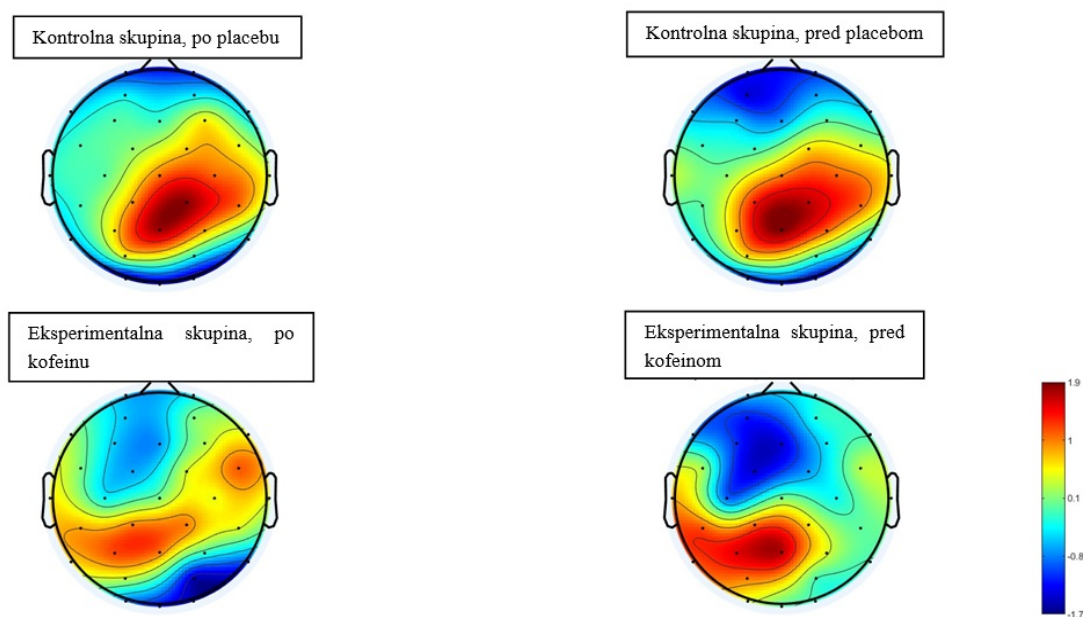 Kontrolna skupina, po placebu
Kontrolna skupina, pred placebom
Eksperimentalna skupina, po
kofeinu
Eksperimentalna skupina, pred
kofeinom
1.9
1
0.1
-0.8
-1.7